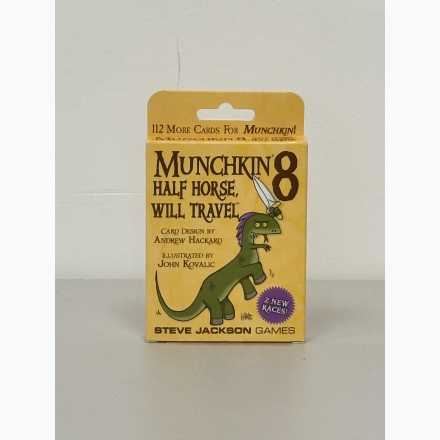 112 More Cards For Munchkin!
Munchkin 8
Half Horse,
Will Travel
Card Design by
Andrew Hackard
Illustrated by
John Kovalic
2 New
Races!
Steve Jackson Games